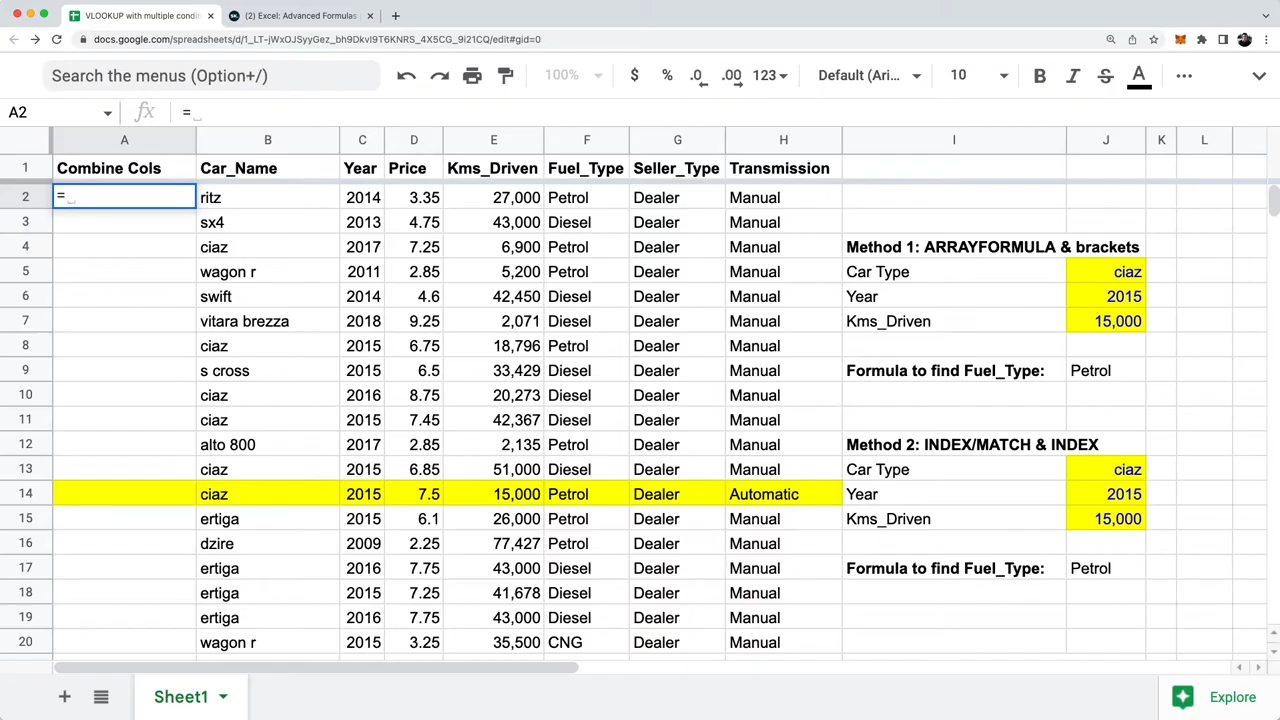 VLOOKUP with multiple conditi
(2) Excel: Advanced Formulas
docs.google.com/spreadsheets/d/1_LT-jWxOJSyyGez_bh9Dkvl9T6KNRS_4X5CG_9i21CQ/edit#gid=0
Search the menus (Option+/) 100% $ % .0 .00 123 Default (Ari... 10 B I S A
A2 fx =
A B C D E F G H I J K L
1 Combine Cols Car_Name Year Price Kms_Driven Fuel_Type Seller_Type Transmission
2 = ritz 2014 3.35 27,000 Petrol Dealer Manual
3 sx4 2013 4.75 43,000 Diesel Dealer Manual
4 ciaz 2017 7.25 6,900 Petrol Dealer Manual Method 1: ARRAYFORMULA & brackets
5 wagon r 2011 2.85 5,200 Petrol Dealer Manual Car Type ciaz
6 swift 2014 4.6 42,450 Diesel Dealer Manual Year 2015
7 vitara brezza 2018 9.25 2,071 Diesel Dealer Manual Kms_Driven 15,000
8 ciaz 2015 6.75 18,796 Petrol Dealer Manual
9 s cross 2015 6.5 33,429 Diesel Dealer Manual Formula to find Fuel_Type: Petrol
10 ciaz 2016 8.75 20,273 Diesel Dealer Manual
11 ciaz 2015 7.45 42,367 Diesel Dealer Manual
12 alto 800 2017 2.85 2,135 Petrol Dealer Manual Method 2: INDEX/MATCH & INDEX
13 ciaz 2015 6.85 51,000 Diesel Dealer Manual Car Type ciaz
14 ciaz 2015 7.5 15,000 Petrol Dealer Automatic Year 2015
15 ertiga 2015 6.1 26,000 Petrol Dealer Manual Kms_Driven 15,000
16 dzire 2009 2.25 77,427 Petrol Dealer Manual
17 ertiga 2016 7.75 43,000 Diesel Dealer Manual Formula to find Fuel_Type: Petrol
18 ertiga 2015 7.25 41,678 Diesel Dealer Manual
19 ertiga 2016 7.75 43,000 Diesel Dealer Manual
20 wagon r 2015 3.25 35,500 CNG Dealer Manual
Sheet1 Explore